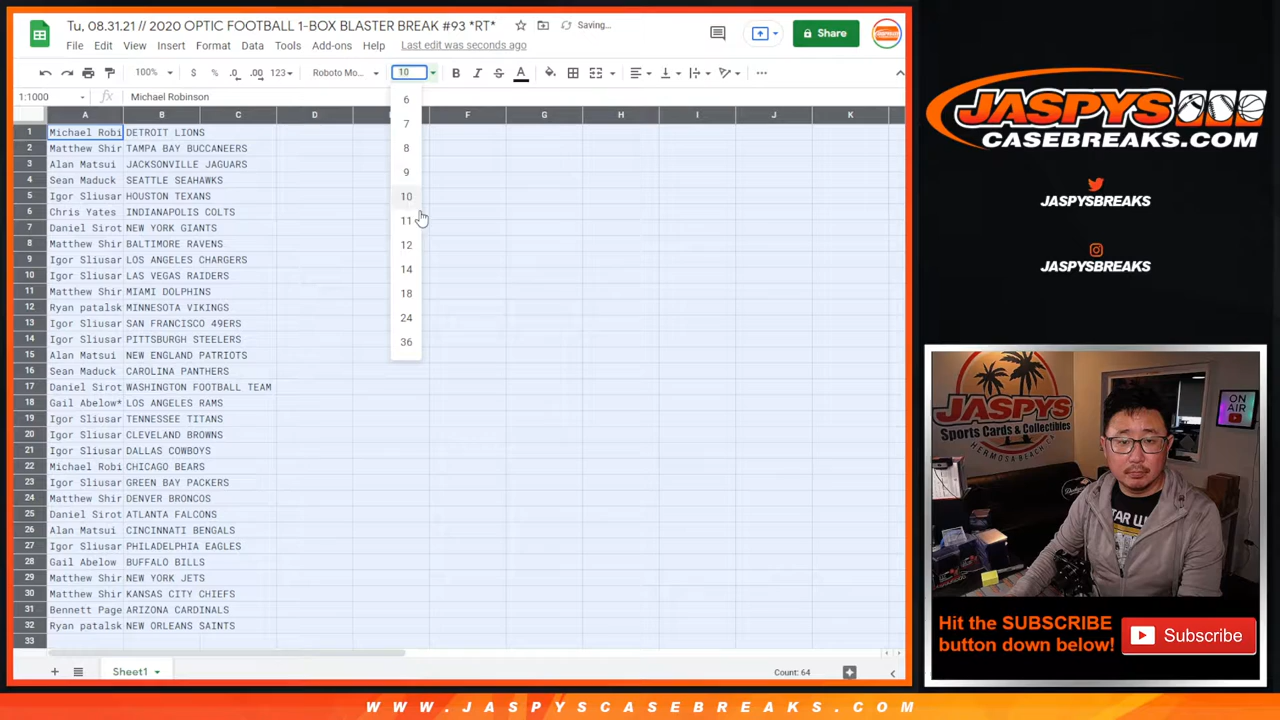 Tu, 08.31.21 // 2020 OPTIC FOOTBALL 1-BOX BLASTER BREAK #93 *RT*
Saving...
File Edit View Insert Format Data Tools Add-ons Help Last edit was seconds ago
Share
100% $ % .0 .00 123 Roboto Mo... 10 B I S A
1:1000 fx Michael Robinson
A B C D F G H I J K
1 Michael Robi DETROIT LIONS
2 Matthew Shir TAMPA BAY BUCCANEERS
3 Alan Matsui JACKSONVILLE JAGUARS
4 Sean Maduck SEATTLE SEAHAWKS
5 Igor Sliusar HOUSTON TEXANS
6 Chris Yates INDIANAPOLIS COLTS
7 Daniel Sirot NEW YORK GIANTS
8 Matthew Shir BALTIMORE RAVENS
9 Igor Sliusar LOS ANGELES CHARGERS
10 Igor Sliusar LAS VEGAS RAIDERS
11 Matthew Shir MIAMI DOLPHINS
12 Ryan patalsk MINNESOTA VIKINGS
13 Igor Sliusar SAN FRANCISCO 49ERS
14 Igor Sliusar PITTSBURGH STEELERS
15 Alan Matsui NEW ENGLAND PATRIOTS
16 Sean Maduck CAROLINA PANTHERS
17 Daniel Sirot WASHINGTON FOOTBALL TEAM
18 Gail Abelow* LOS ANGELES RAMS
19 Igor Sliusar TENNESSEE TITANS
20 Igor Sliusar CLEVELAND BROWNS
21 Igor Sliusar DALLAS COWBOYS
22 Michael Robi CHICAGO BEARS
23 Igor Sliusar GREEN BAY PACKERS
24 Matthew Shir DENVER BRONCOS
25 Daniel Sirot ATLANTA FALCONS
26 Alan Matsui CINCINNATI BENGALS
27 Igor Sliusar PHILADELPHIA EAGLES
28 Gail Abelow BUFFALO BILLS
29 Matthew Shir NEW YORK JETS
30 Matthew Shir KANSAS CITY CHIEFS
31 Bennett Page ARIZONA CARDINALS
32 Ryan patalsk NEW ORLEANS SAINTS
33
6
7
8
9
10
11
12
14
18
24
36
Sheet1
Count: 64
JASPYS
CASEBREAKS.COM
JASPYSBREAKS
JASPYSBREAKS
JASPYS
Sports Cards & Collectibles
HERMOSA BEACH, CA
ON AIR
STAR W
Hit the SUBSCRIBE
button down below!
Subscribe
WWW.JASPYSCASEBREAKS.COM